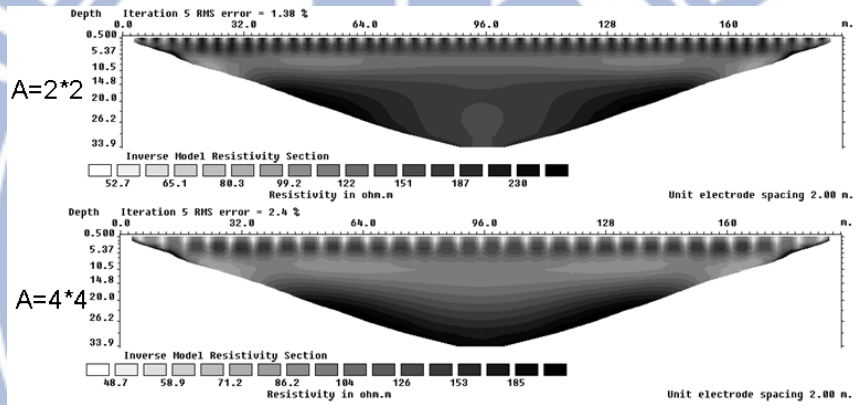 Depth Iteration 5 RMS error = 1.38 %
0.0 32.0 64.0 96.0 128 160 m.
0.500
5.37
10.5
14.8
20.0
26.2
33.9
A=2*2
Inverse Model Resistivity Section
52.7 65.1 80.3 99.2 122 151 187 230
Resistivity in ohm.m
Unit electrode spacing 2.00 m.
Depth Iteration 5 RMS error = 2.4 %
0.0 32.0 64.0 96.0 128 160 m.
0.500
5.37
10.5
14.8
20.0
26.2
33.9
A=4*4
Inverse Model Resistivity Section
48.7 58.9 71.2 86.2 104 126 153 185
Resistivity in ohm.m
Unit electrode spacing 2.00 m.